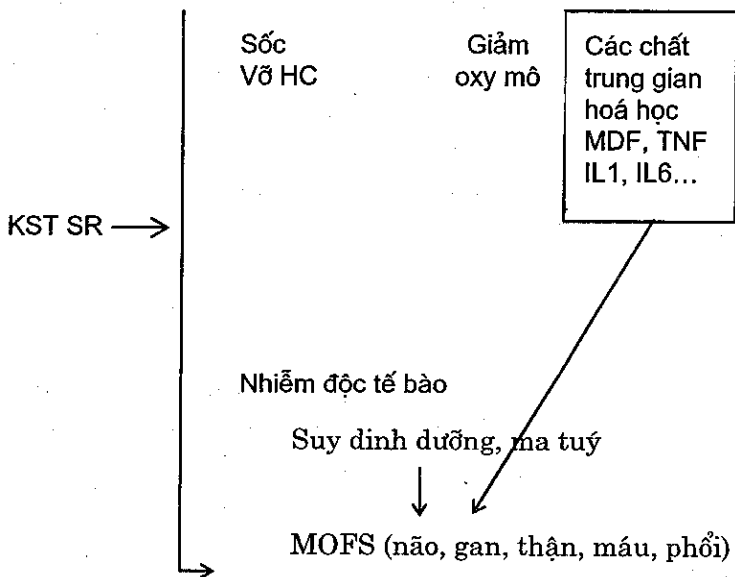 Sốc
Vỡ HC
Giảm
oxy mô
Các chất
trung gian
hoá học
MDF, TNF
IL1, IL6...
KST SR
Nhiễm độc tế bào
Suy dinh dưỡng, ma tuý
MOFS (não, gan, thận, máu, phổi)